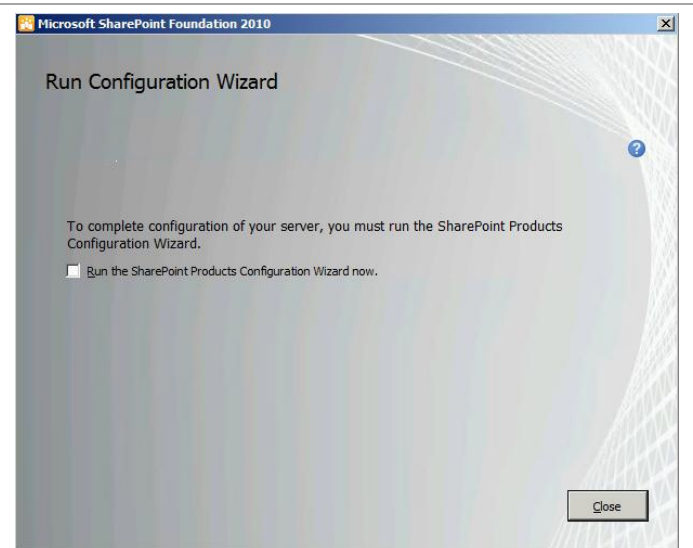 Microsoft SharePoint Foundation 2010
Run Configuration Wizard
?
To complete configuration of your server, you must run the SharePoint Products
Configuration Wizard.
Run the SharePoint Products Configuration Wizard now.
Close